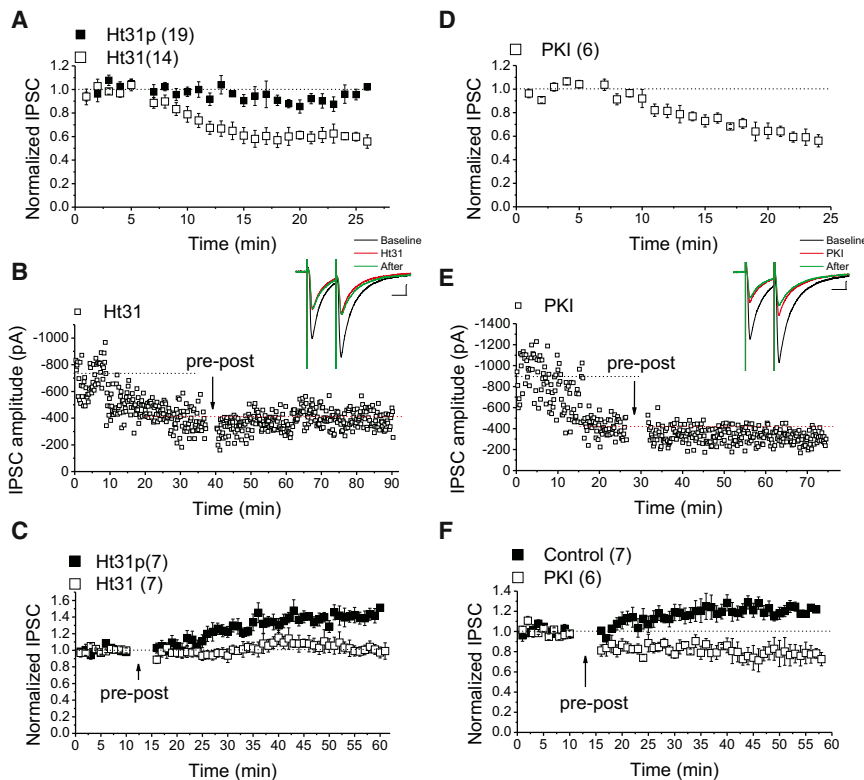 A
Ht31p (19)
Ht31(14)
Normalized IPSC
1.2
1.0
0.8
0.6
0.4
0.2
0.0
0 5 10 15 20 25
Time (min)
D
PKI (6)
Normalized IPSC
1.2
1.0
0.8
0.6
0.4
0.2
0.0
0 5 10 15 20 25
Time (min)
B
Ht31
Baseline
Ht31
After
pre-post
IPSC amplitude (pA)
-1000
-800
-600
-400
-200
0
0 10 20 30 40 50 60 70 80 90
Time (min)
E
PKI
Baseline
PKI
After
pre-post
IPSC amplitude (pA)
-1400
-1200
-1000
-800
-600
-400
-200
0
0 10 20 30 40 50 60 70
Time (min)
C
Ht31p(7)
Ht31 (7)
Normalized IPSC
1.6
1.4
1.2
1.0
0.8
0.6
0.4
0.2
0.0
pre-post
0 5 10 15 20 25 30 35 40 45 50 55 60
Time (min)
F
Control (7)
PKI (6)
Normalized IPSC
1.4
1.2
1.0
0.8
0.6
0.4
0.2
0.0
pre-post
0 5 10 15 20 25 30 35 40 45 50 55 60
Time (min)